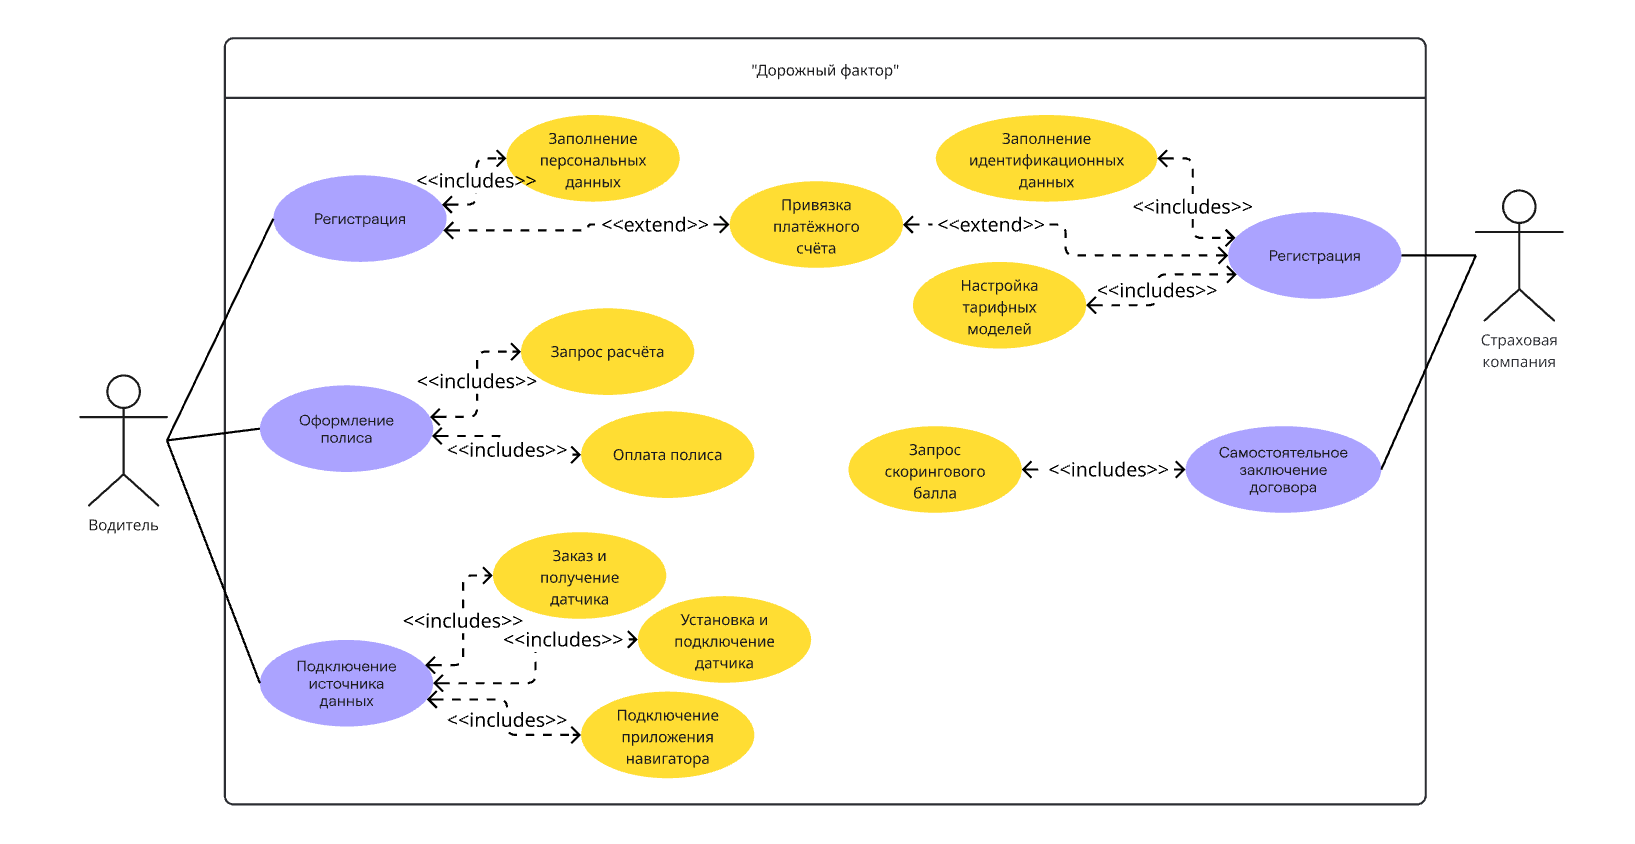 "Дорожный фактор"
Заполнение
персональных
данных
<<includes>>
Регистрация
<<extend>>
Привязка
платёжного
счёта
<<extend>>
Заполнение
идентификационных
данных
<<includes>>
Регистрация
Настройка
тарифных
моделей
<<includes>>
Страховая
компания
Запрос расчёта
<<includes>>
Оформление
полиса
<<includes>>
Оплата полиса
Запрос
скорингового
балла
<<includes>>
Самостоятельное
заключение
договора
Водитель
Заказ и
получение
датчика
<<includes>>
<<includes>>
Установка и
подключение
датчика
Подключение
источника
данных
<<includes>>
Подключение
приложения
навигатора